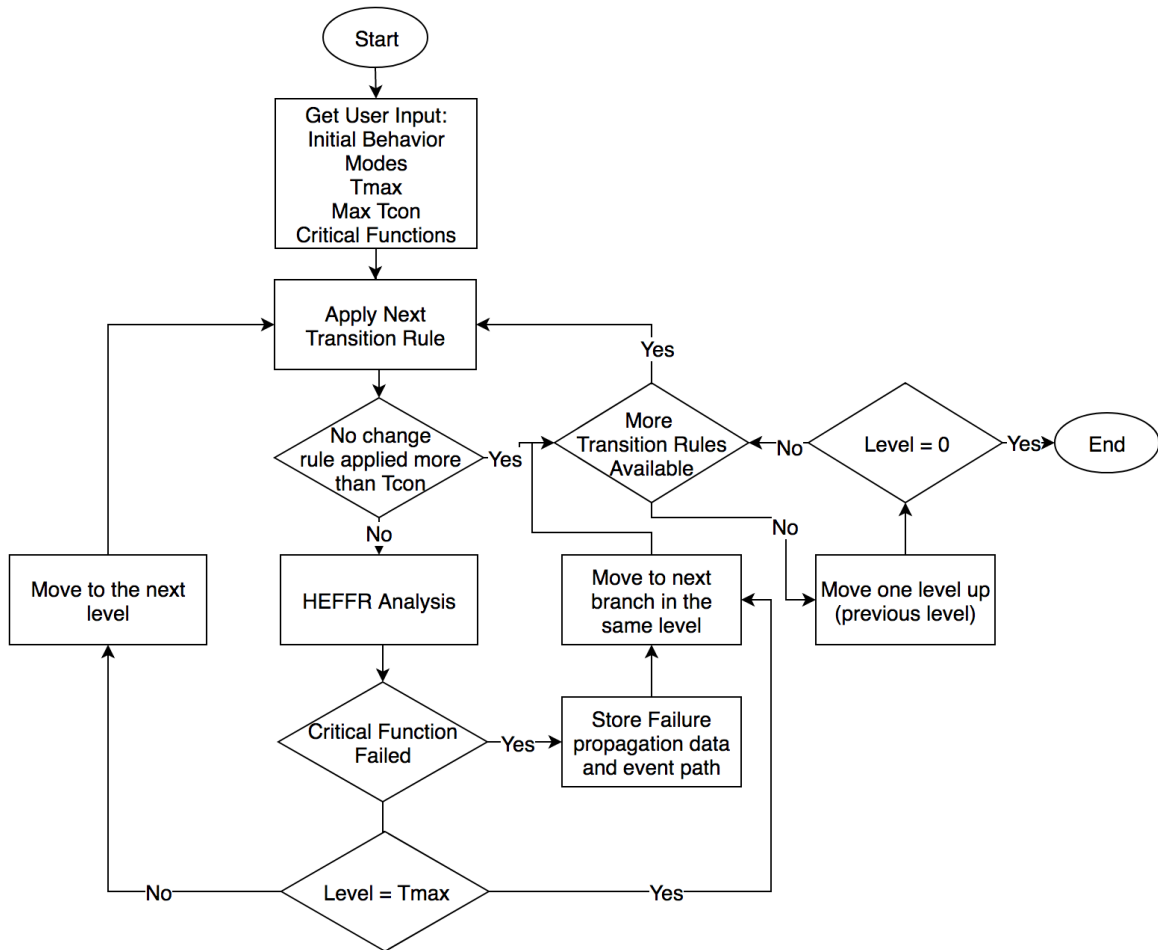 Start
Get User Input:
Initial Behavior
Modes
Tmax
Max Tcon
Critical Functions
Apply Next
Transition Rule
Yes
No change
rule applied more
than Tcon
Yes
More
Transition Rules
Available
No
Level = 0
Yes
End
No
No
Move to the next
level
HEFFR Analysis
Move to next
branch in the
same level
Move one level up
(previous level)
Critical Function
Failed
Yes
Store Failure
propagation data
and event path
No
Level = Tmax
Yes